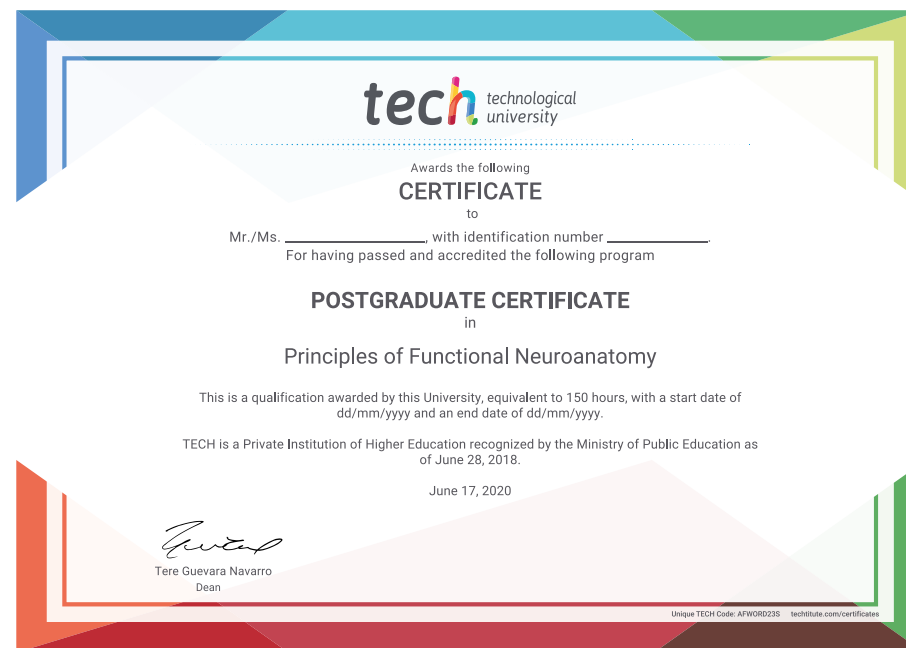 tech technological
university
Awards the following
CERTIFICATE
to
Mr./Ms. ____________, with identification number ____________.
For having passed and accredited the following program
POSTGRADUATE CERTIFICATE
in
Principles of Functional Neuroanatomy
This is a qualification awarded by this University, equivalent to 150 hours, with a start date of
dd/mm/yyyy and an end date of dd/mm/yyyy.
TECH is a Private Institution of Higher Education recognized by the Ministry of Public Education as
of June 28, 2018.
June 17, 2020
Tere Guevara Navarro
Dean
Unique TECH Code: AFWORD23S techtitute.com/certificates